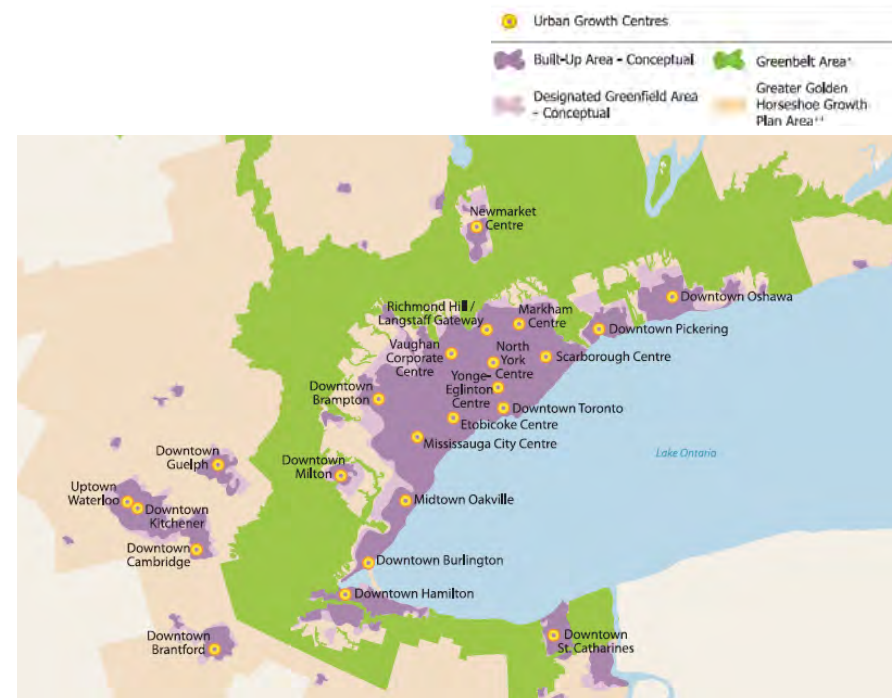 Urban Growth Centres
Built-Up Area - Conceptual
Greenbelt Area*
Designated Greenfield Area
- Conceptual
Greater Golden
Horseshoe Growth
Plan Area**
Newmarket
Centre
Richmond Hill /
Langstaff Gateway
Markham
Centre
Downtown Oshawa
Downtown Pickering
Vaughan
Corporate
Centre
North
York
Centre
Scarborough Centre
Yonge-
Eglinton
Centre
Downtown
Brampton
Downtown Toronto
Etobicoke Centre
Mississauga City Centre
Lake Ontario
Downtown
Guelph
Downtown
Milton
Uptown
Waterloo
Downtown
Kitchener
Midtown Oakville
Downtown
Cambridge
Downtown Burlington
Downtown Hamilton
Downtown
Brantford
Downtown
St. Catharines